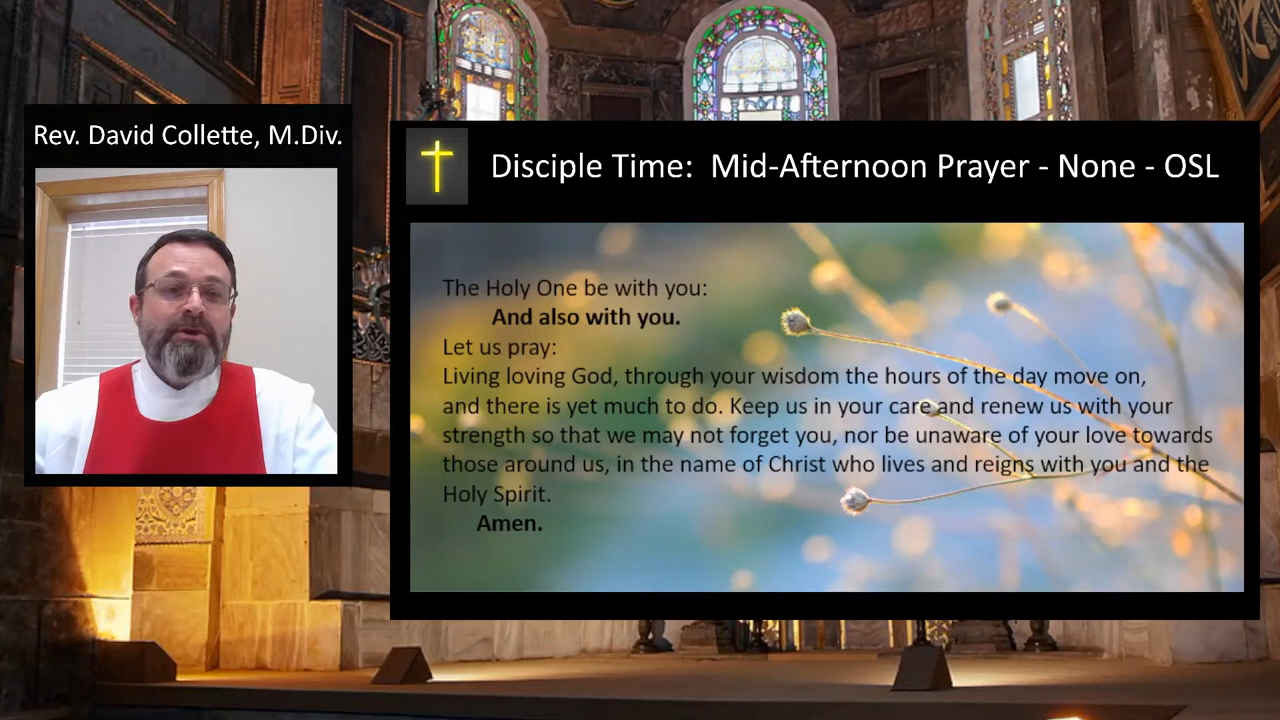 Rev. David Collette, M.Div.
Disciple Time: Mid-Afternoon Prayer - None - OSL
The Holy One be with you:
And also with you.
Let us pray:
Living loving God, through your wisdom the hours of the day move on,
and there is yet much to do. Keep us in your care and renew us with your
strength so that we may not forget you, nor be unaware of your love towards
those around us, in the name of Christ who lives and reigns with you and the
Holy Spirit.
Amen.